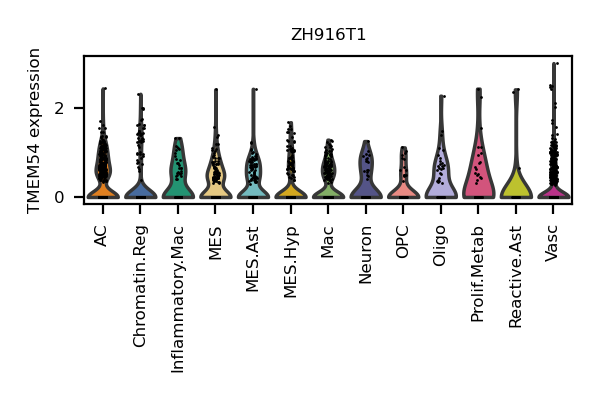 ZH916T1
TMEM54 expression
2
0
AC
Chromatin.Reg
Inflammatory.Mac
MES
MES.Ast
MES.Hyp
Mac
Neuron
OPC
Oligo
Prolif.Metab
Reactive.Ast
Vasc